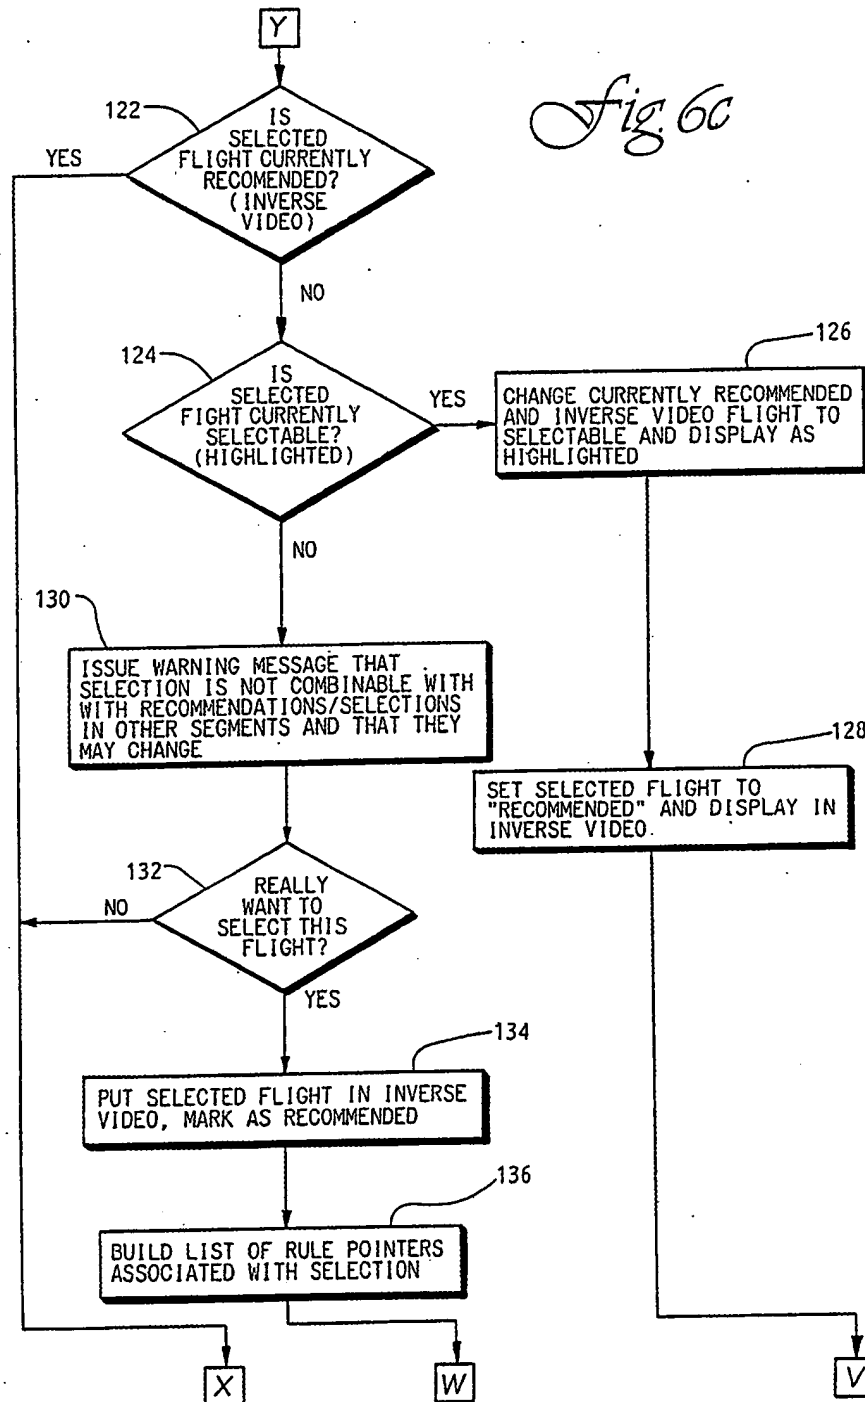 Y
Fig. 6c
122
IS
SELECTED
FLIGHT CURRENTLY
RECOMENDED?
(INVERSE
VIDEO)
YES
NO
124
IS
SELECTED
FIGHT CURRENTLY
SELECTABLE?
(HIGHLIGHTED)
YES
126
CHANGE CURRENTLY RECOMMENDED
AND INVERSE VIDEO FLIGHT TO
SELECTABLE AND DISPLAY AS
HIGHLIGHTED
NO
130
ISSUE WARNING MESSAGE THAT
SELECTION IS NOT COMBINABLE WITH
WITH RECOMMENDATIONS/SELECTIONS
IN OTHER SEGMENTS AND THAT THEY
MAY CHANGE
128
SET SELECTED FLIGHT TO
"RECOMMENDED" AND DISPLAY IN
INVERSE VIDEO.
132
REALLY
WANT TO
SELECT THIS
FLIGHT?
NO
YES
134
PUT SELECTED FLIGHT IN INVERSE
VIDEO, MARK AS RECOMMENDED
136
BUILD LIST OF RULE POINTERS
ASSOCIATED WITH SELECTION
X
W
V